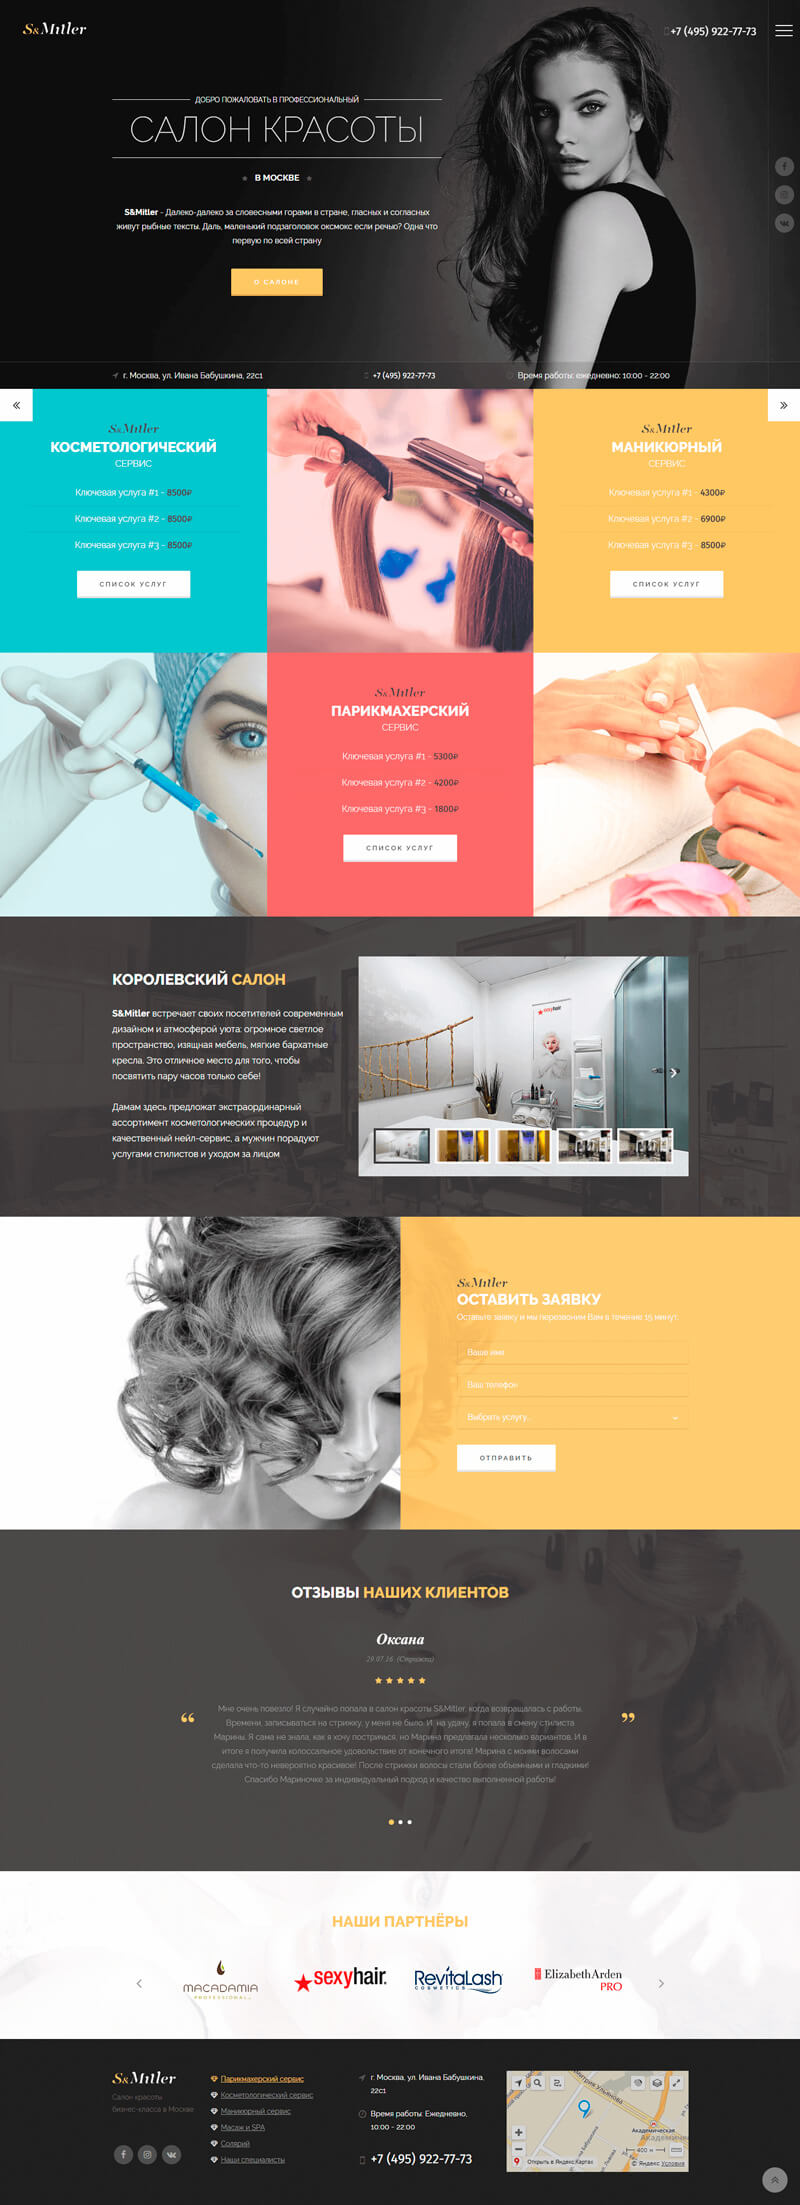 S&Mitler
+7 (495) 922-77-73
ДОБРО ПОЖАЛОВАТЬ В ПРОФЕССИОНАЛЬНЫЙ
САЛОН КРАСОТЫ
В МОСКВЕ
S&Mitler - Далеко-далеко за словесными горами в стране, гласных и согласных
живут рыбные тексты. Даль, маленький подзаголовок оксмокс если речью? Одна что
первую по всей страну
О САЛОНЕ
г. Москва, ул. Ивана Бабушкина, 22с1
+7 (495) 922-77-73
Время работы: ежедневно: 10:00 - 22:00
S&Mitler
КОСМЕТОЛОГИЧЕСКИЙ
СЕРВИС
Ключевая услуга #1 - 8500₽
Ключевая услуга #2 - 8500₽
Ключевая услуга #3 - 8500₽
СПИСОК УСЛУГ
S&Mitler
МАНИКЮРНЫЙ
СЕРВИС
Ключевая услуга #1 - 4300₽
Ключевая услуга #2 - 6900₽
Ключевая услуга #3 - 8500₽
СПИСОК УСЛУГ
S&Mitler
ПАРИКМАХЕРСКИЙ
СЕРВИС
Ключевая услуга #1 - 5300₽
Ключевая услуга #2 - 4200₽
Ключевая услуга #3 - 1800₽
СПИСОК УСЛУГ
КОРОЛЕВСКИЙ САЛОН
S&Mitler встречает своих посетителей современным
дизайном и атмосферой уюта: огромное светлое
пространство, изящная мебель, мягкие бархатные
кресла. Это отличное место для того, чтобы
посвятить пару часов только себе!
Дамам здесь предложат экстраординарный
ассортимент косметологических процедур и
качественный нейл-сервис, а мужчин порадуют
услугами стилистов и уходом за лицом
sexyhair
S&Mitler
ОСТАВИТЬ ЗАЯВКУ
Оставьте заявку и мы перезвоним Вам в течение 15 минут.
Ваше имя
Ваш телефон
Выбрать услугу...
ОТПРАВИТЬ
ОТЗЫВЫ НАШИХ КЛИЕНТОВ
Оксана
29.07.16 (Стрижка)
“ Мне очень повезло! Я случайно попала в салон красоты S&Mitler, когда возвращалась с работы. ”
Времени, записываться на стрижку, у меня не было. И, на удачу, я попала в смену стилиста
Марины. Я сама не знала, как я хочу постричься, но Марина предлагала несколько вариантов. И в
итоге я получила колоссальное удовольствие от конечного итога! Марина с моими волосами
сделала что-то невероятно красивое! После стрижки волосы стали более объемными и гладкими!
Спасибо Мариночке за индивидуальный подход и качество выполненной работы!
НАШИ ПАРТНЁРЫ
MACADAMIA
PROFESSIONAL
sexyhair.
RevitaLash
COSMETICS
Elizabeth Arden
PRO
S&Mitler
Салон красоты
бизнес-класса в Москве
Парикмахерский сервис
Косметологический сервис
Маникюрный сервис
Масаж и SPA
Солярий
Наши специалисты
г. Москва, ул. Ивана Бабушкина,
22с1
Время работы: Ежедневно,
10:00 - 22:00
+7 (495) 922-77-73
Академическая
400 м
Открыть в Яндекс.Картах
© Яндекс Условия